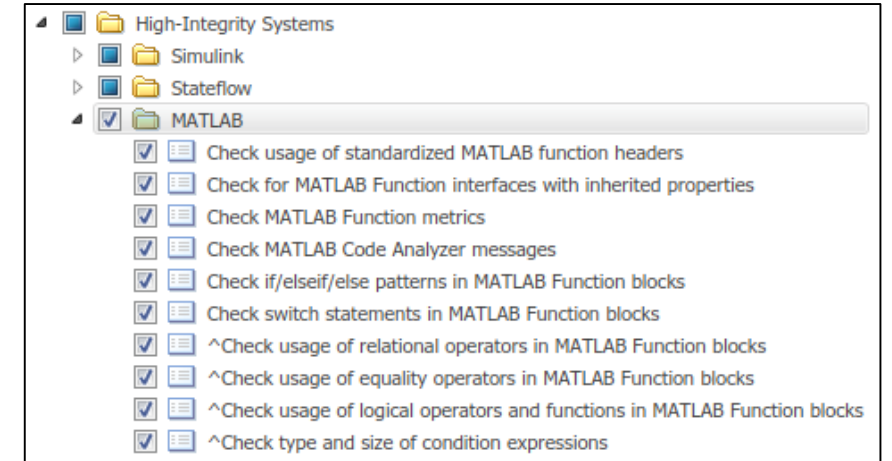 High-Integrity Systems
Simulink
Stateflow
MATLAB
Check usage of standardized MATLAB function headers
Check for MATLAB Function interfaces with inherited properties
Check MATLAB Function metrics
Check MATLAB Code Analyzer messages
Check if/elseif/else patterns in MATLAB Function blocks
Check switch statements in MATLAB Function blocks
^Check usage of relational operators in MATLAB Function blocks
^Check usage of equality operators in MATLAB Function blocks
^Check usage of logical operators and functions in MATLAB Function blocks
^Check type and size of condition expressions